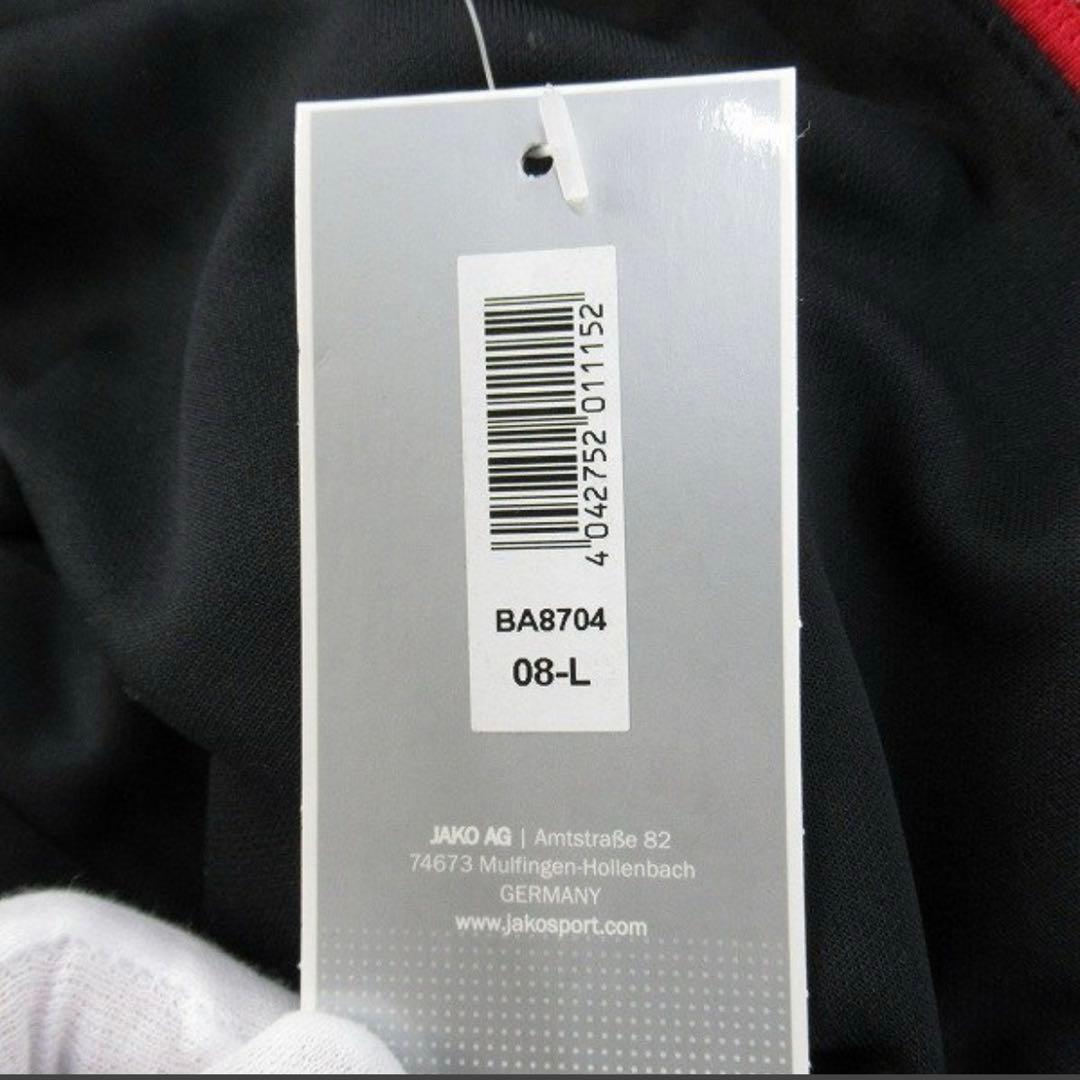 4 042752 011152
BA8704
08-L
JAKO AG | Amtstraße 82
74673 Mulfingen-Hollenbach
GERMANY
www.jakosport.com